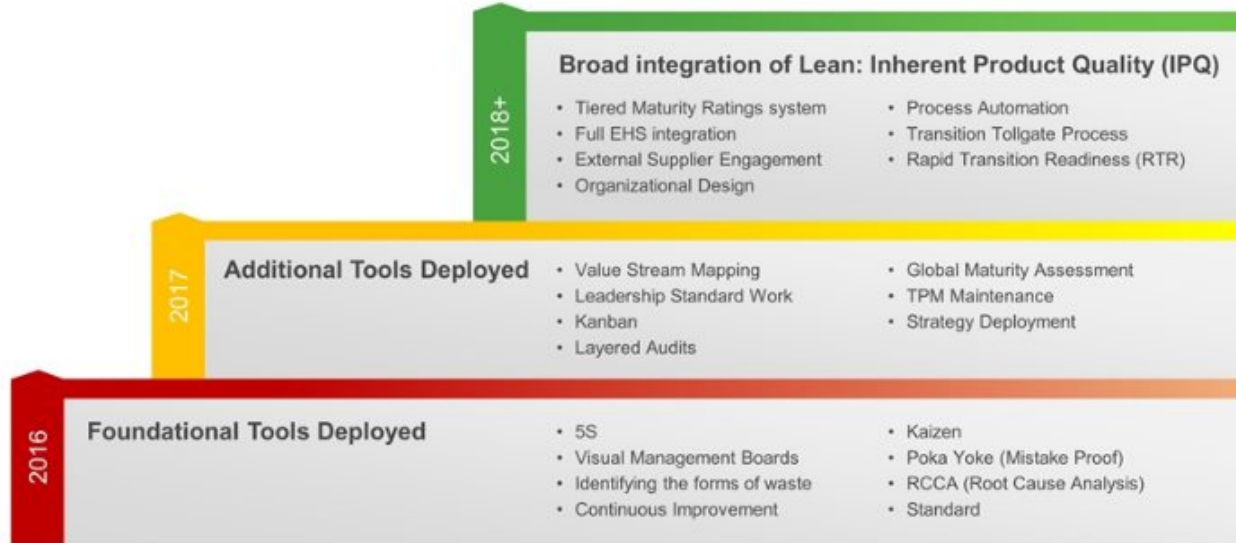 2018+
Broad integration of Lean: Inherent Product Quality (IPQ)
• Tiered Maturity Ratings system
• Full EHS integration
• External Supplier Engagement
• Organizational Design
• Process Automation
• Transition Tollgate Process
• Rapid Transition Readiness (RTR)
2017
Additional Tools Deployed
• Value Stream Mapping
• Leadership Standard Work
• Kanban
• Layered Audits
• Global Maturity Assessment
• TPM Maintenance
• Strategy Deployment
2016
Foundational Tools Deployed
• 5S
• Visual Management Boards
• Identifying the forms of waste
• Continuous Improvement
• Kaizen
• Poka Yoke (Mistake Proof)
• RCCA (Root Cause Analysis)
• Standard